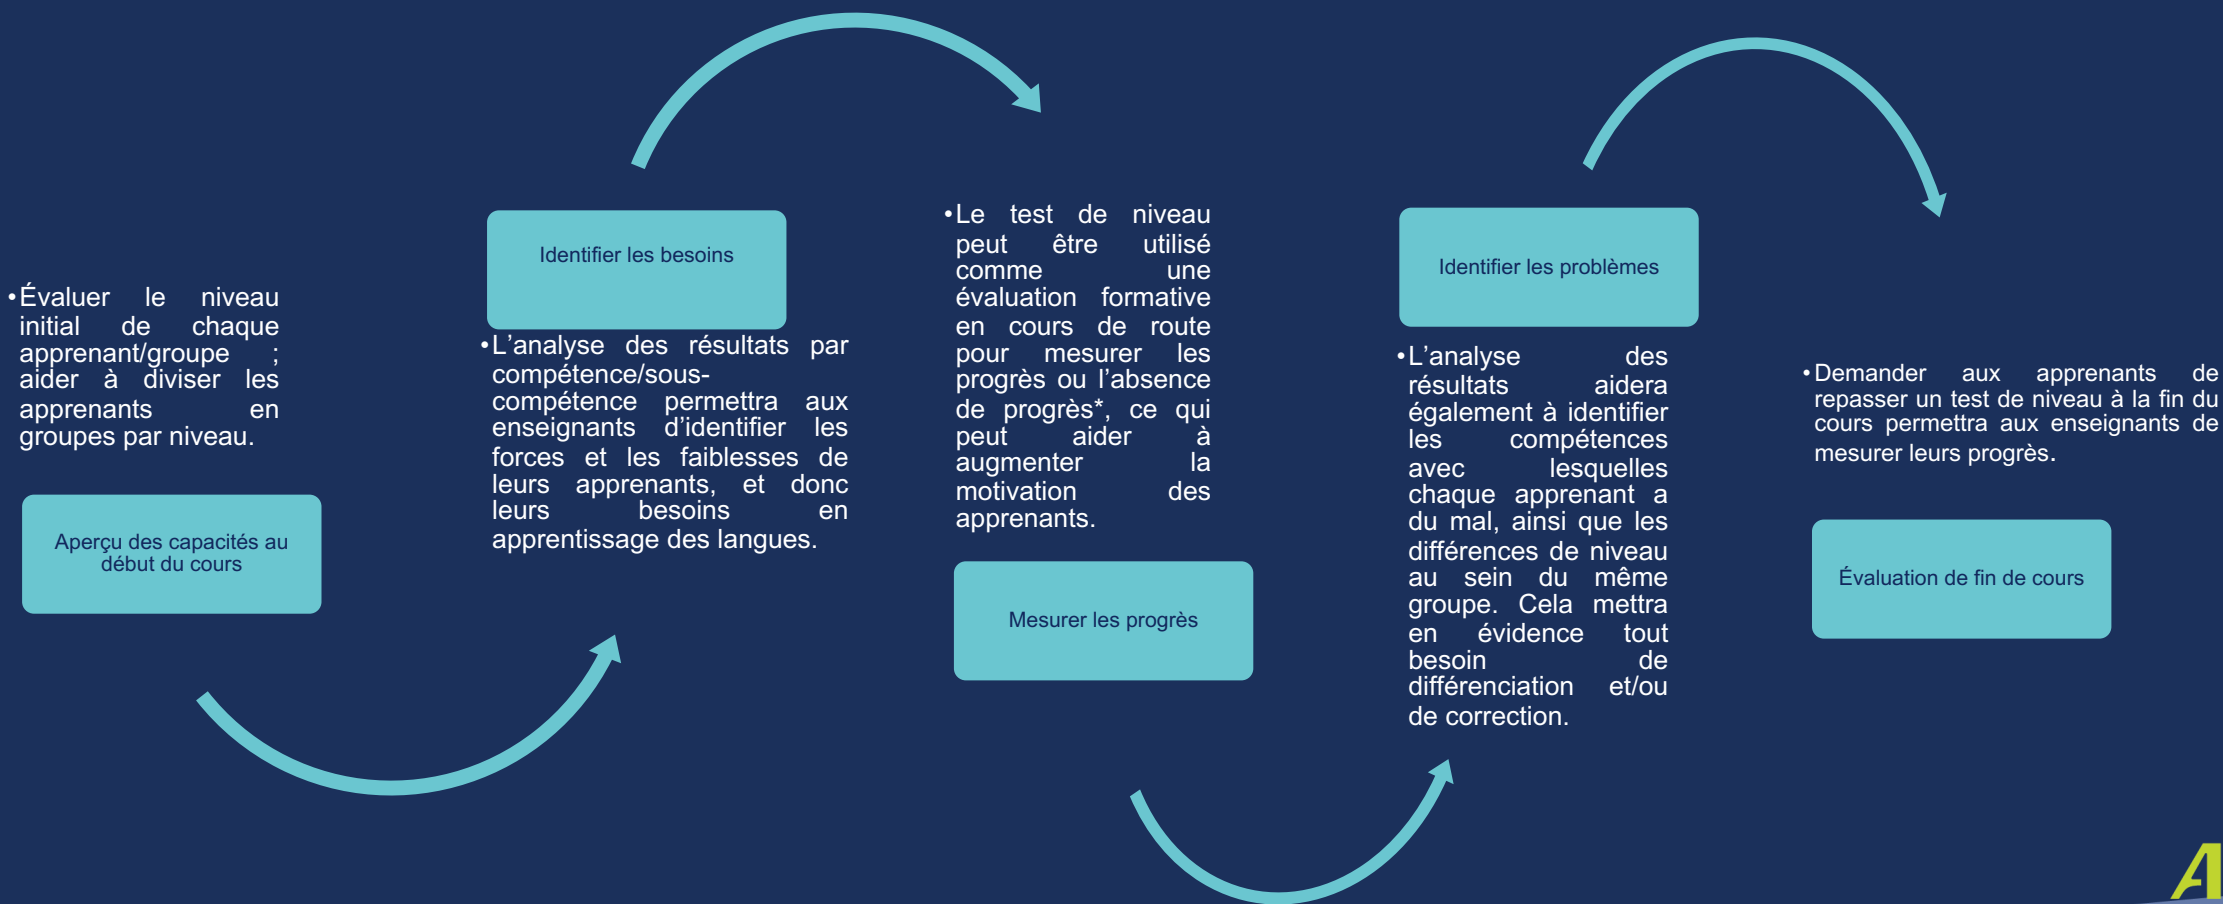 •Évaluer le niveau
initial de chaque
apprenant/groupe ;
aider à diviser les
apprenants en
groupes par niveau.
Aperçu des capacités au
début du cours
Identifier les besoins
•L’analyse des résultats par
compétence/sous-
compétence permettra aux
enseignants d’identifier les
forces et les faiblesses de
leurs apprenants, et donc
leurs besoins en
apprentissage des langues.
•Le test de niveau
peut être utilisé
comme une
évaluation formative
en cours de route
pour mesurer les
progrès ou l’absence
de progrès*, ce qui
peut aider à
augmenter la
motivation des
apprenants.
Mesurer les progrès
Identifier les problèmes
•L’analyse des
résultats aidera
également à identifier
les compétences
avec lesquelles
chaque apprenant a
du mal, ainsi que les
différences de niveau
au sein du même
groupe. Cela mettra
en évidence tout
besoin de
différenciation et/ou
de correction.
•Demander aux apprenants de
repasser un test de niveau à la fin du
cours permettra aux enseignants de
mesurer leurs progrès.
Évaluation de fin de cours
A